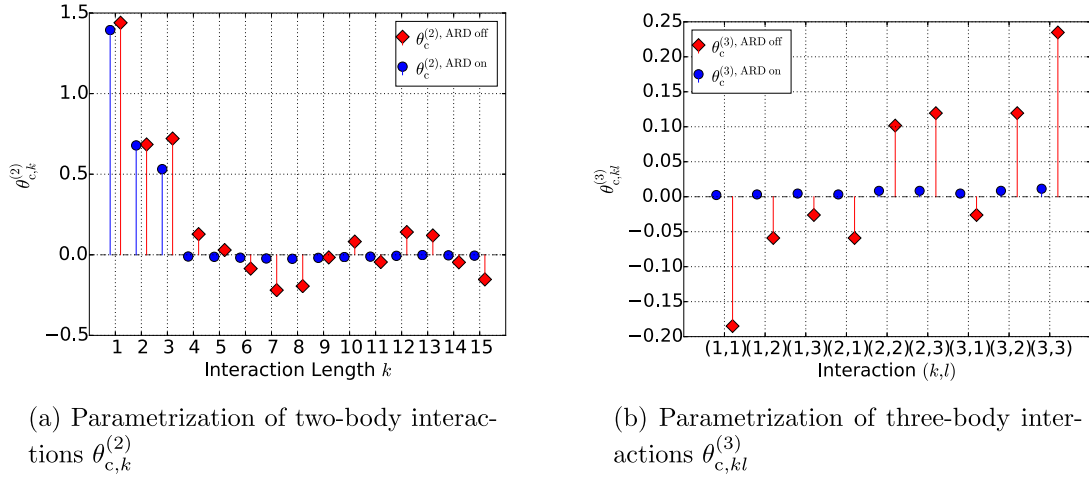 1.5
1.0
0.5
0.0
−0.5
θ_{c,k}^{(2)}
θ_c^{(2), ARD off}
θ_c^{(2), ARD on}
1 2 3 4 5 6 7 8 9 10 11 12 13 14 15
Interaction Length k
(a) Parametrization of two-body interac-
tions θ_{c,k}^{(2)}
0.25
0.20
0.15
0.10
0.05
0.00
−0.05
−0.10
−0.15
−0.20
θ_{c,kl}^{(3)}
θ_c^{(3), ARD off}
θ_c^{(3), ARD on}
(1,1)(1,2)(1,3)(2,1)(2,2)(2,3)(3,1)(3,2)(3,3)
Interaction (k,l)
(b) Parametrization of three-body inter-
actions θ_{c,kl}^{(3)}